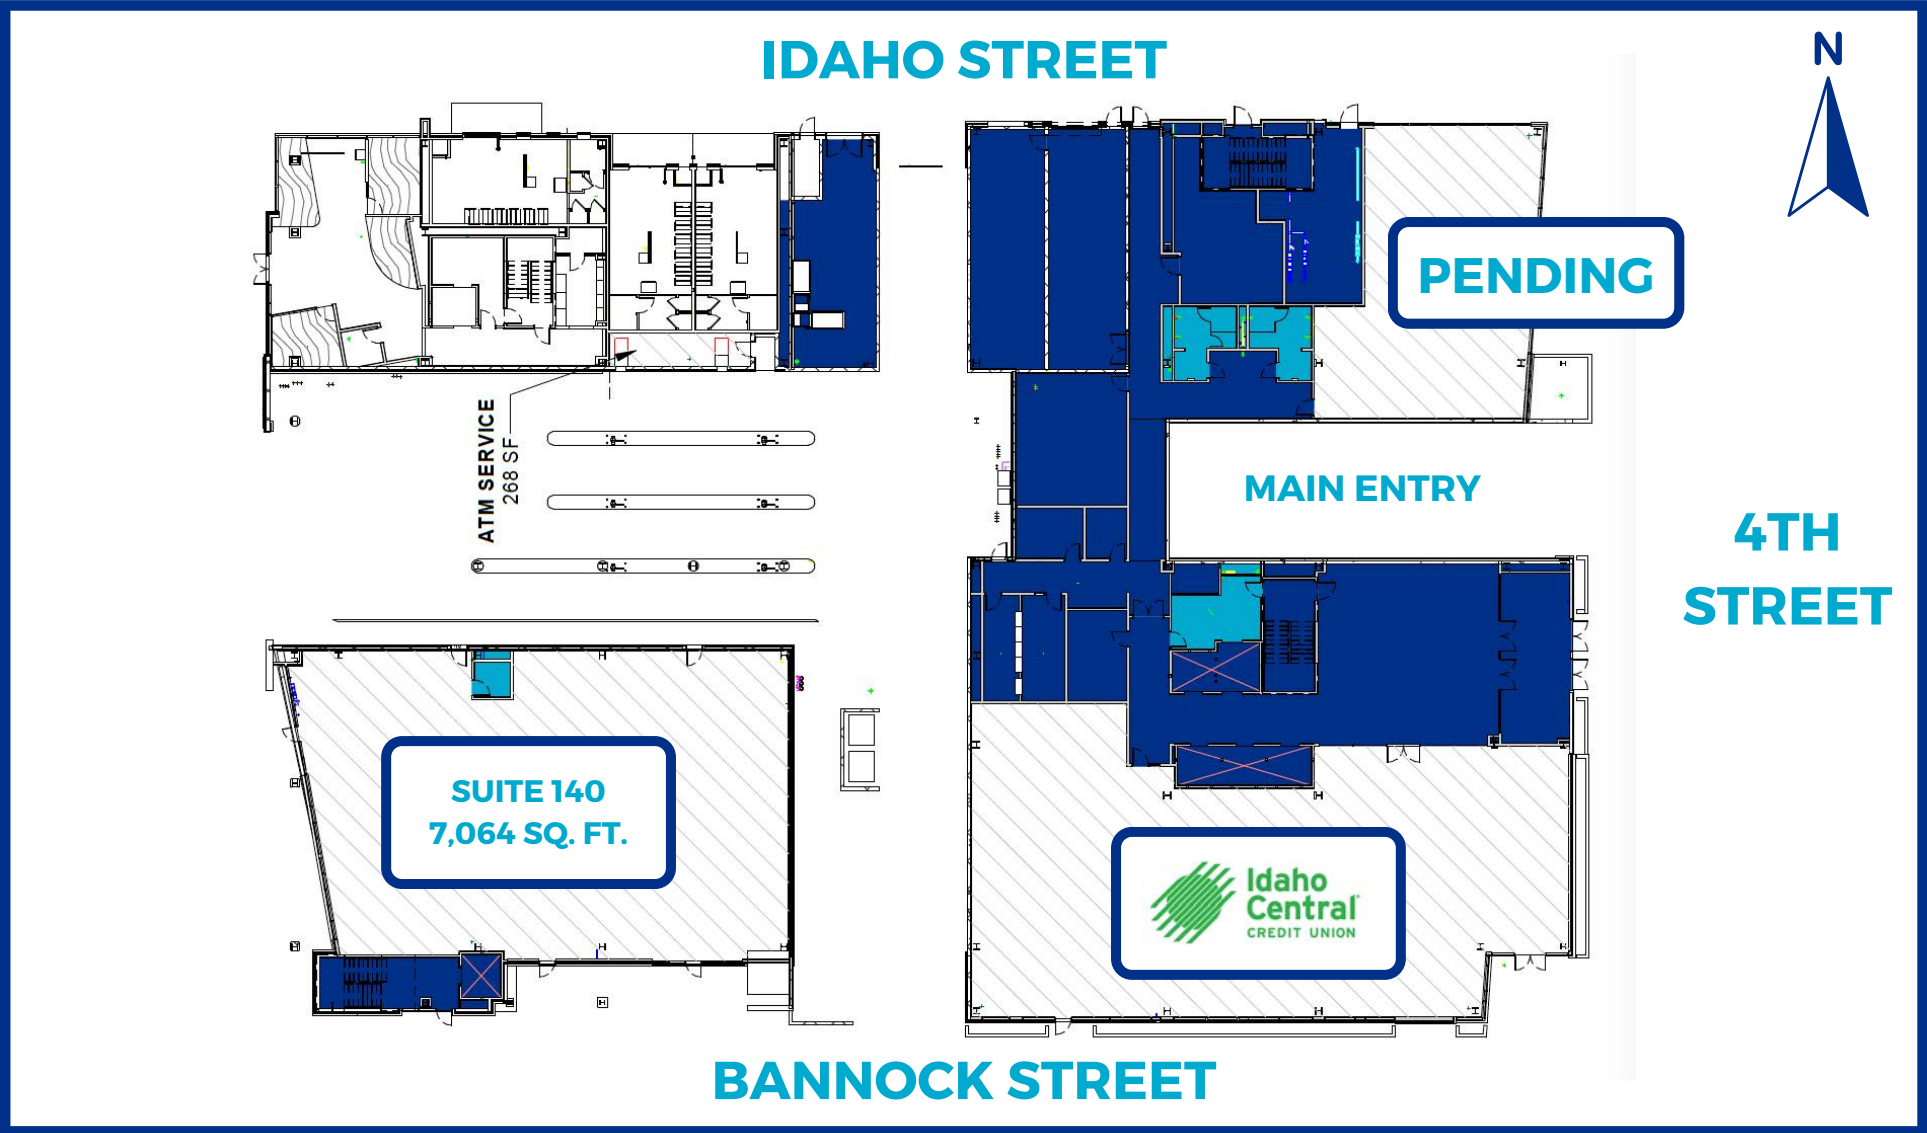 IDAHO STREET
N
PENDING
ATM SERVICE
268 SF
MAIN ENTRY
4TH
STREET
SUITE 140
7,064 SQ. FT.
Idaho
Central
CREDIT UNION
BANNOCK STREET